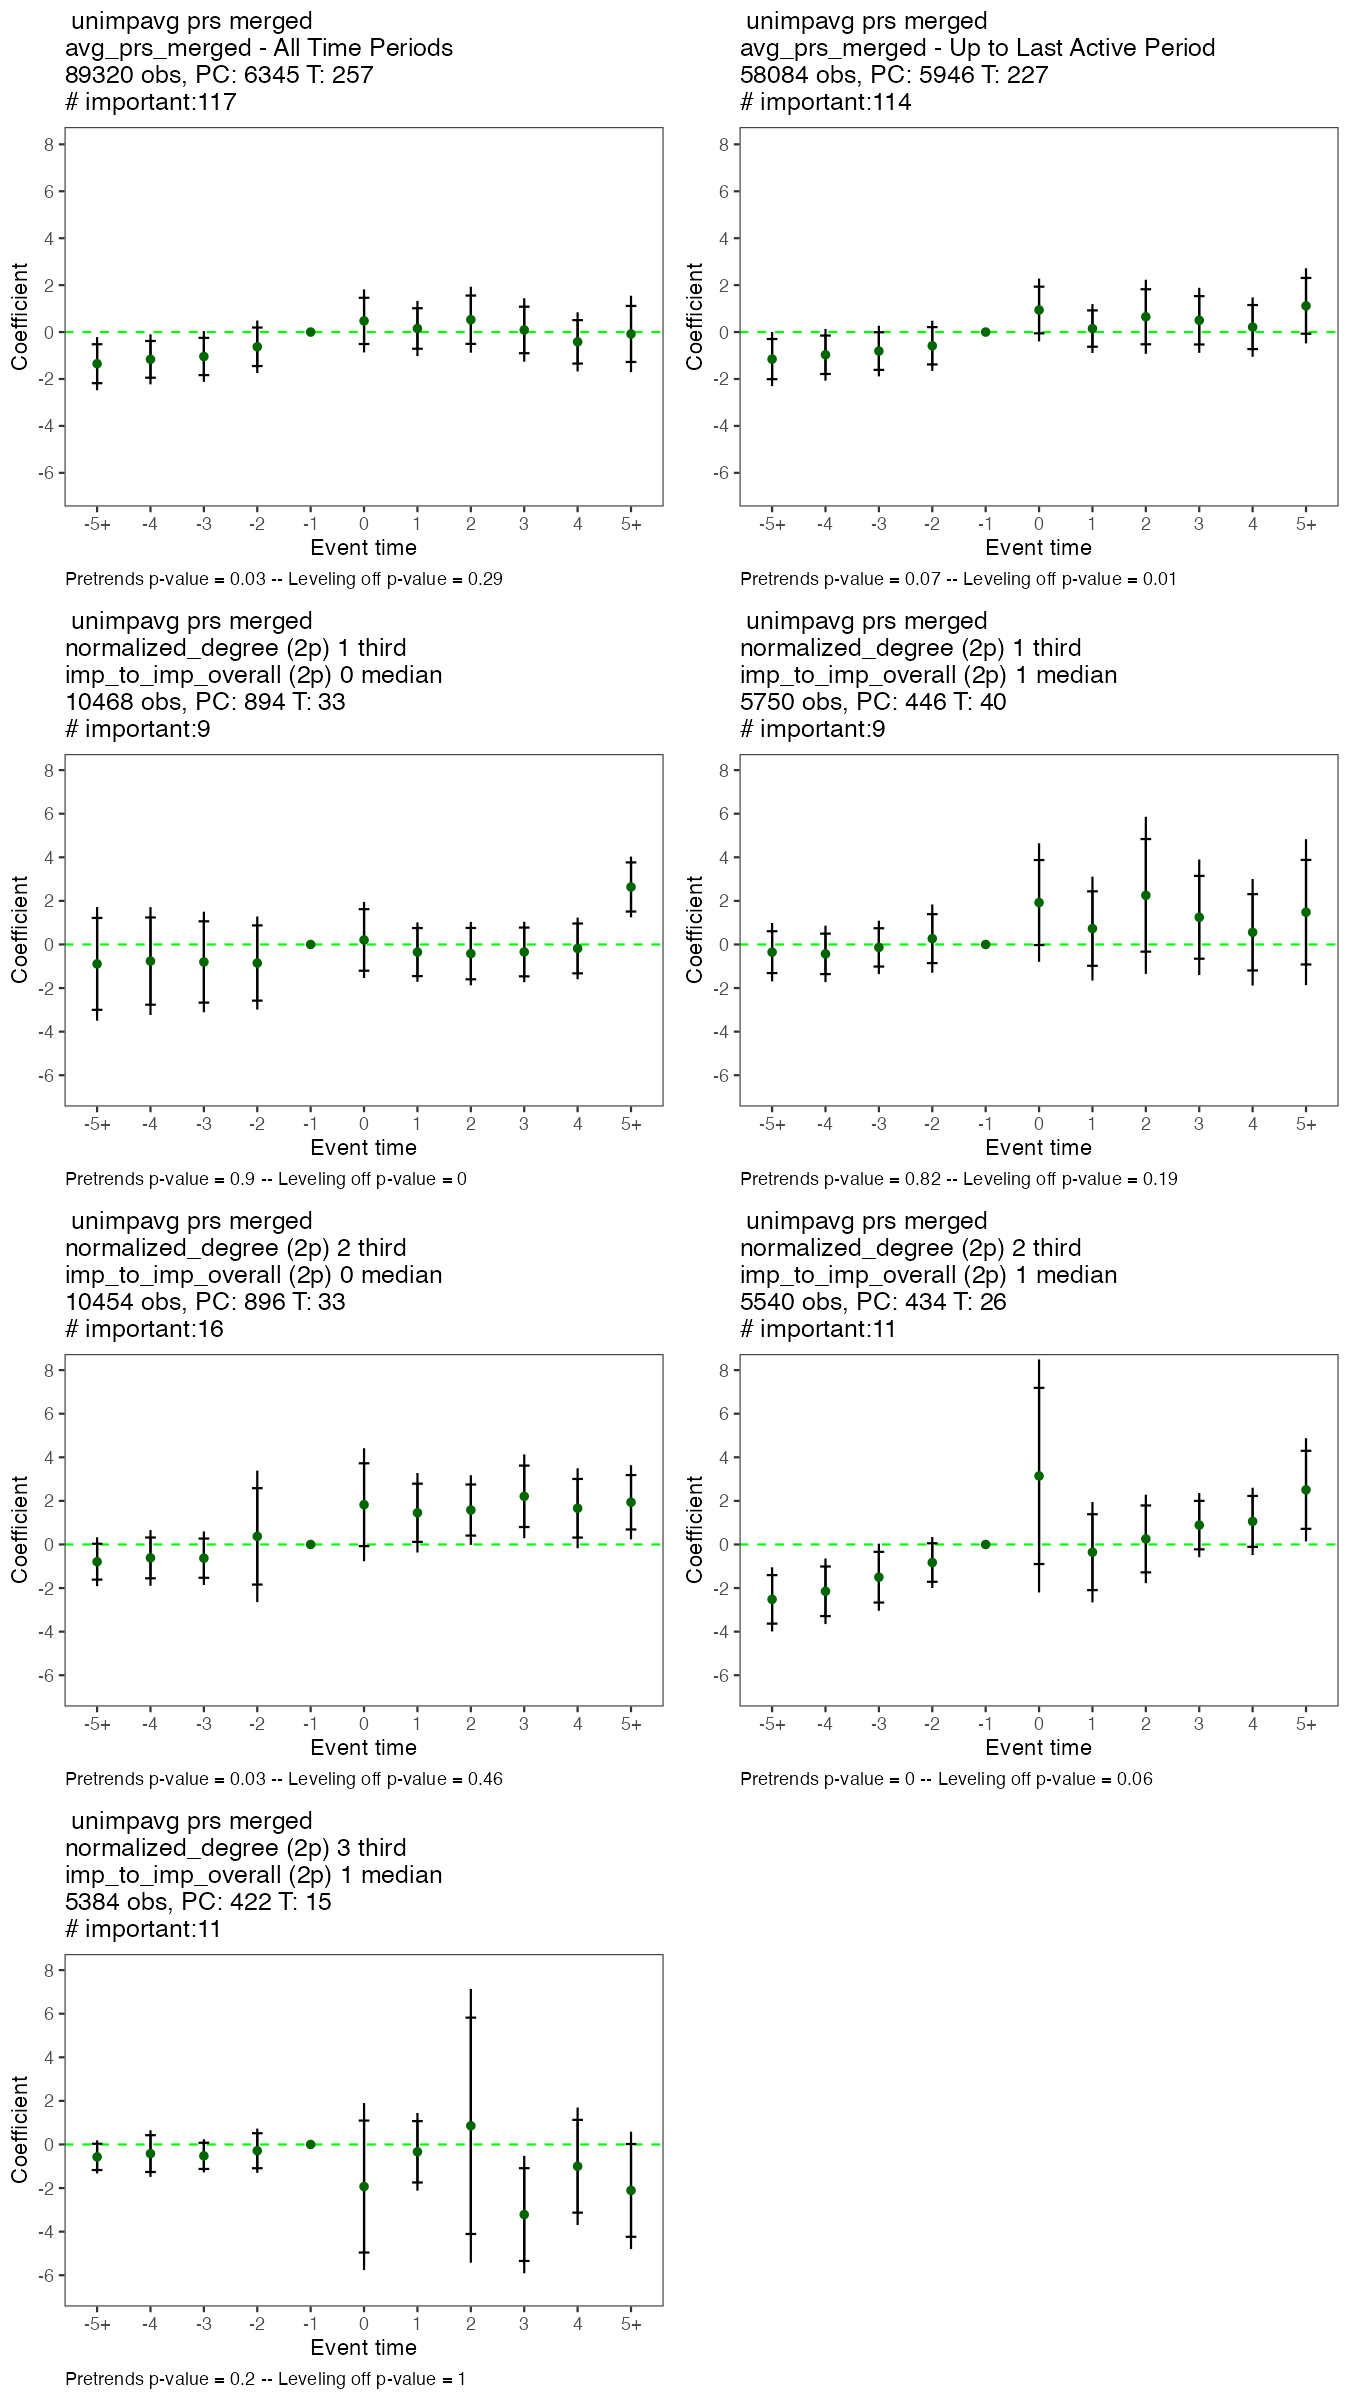 unimpavg prs merged
avg_prs_merged - All Time Periods
89320 obs, PC: 6345 T: 257
# important:117
8
6
4
2
0
-2
-4
-6
Coefficient
-5+ -4 -3 -2 -1 0 1 2 3 4 5+
Event time
Pretrends p-value = 0.03 -- Leveling off p-value = 0.29
unimpavg prs merged
avg_prs_merged - Up to Last Active Period
58084 obs, PC: 5946 T: 227
# important:114
8
6
4
2
0
-2
-4
-6
Coefficient
-5+ -4 -3 -2 -1 0 1 2 3 4 5+
Event time
Pretrends p-value = 0.07 -- Leveling off p-value = 0.01
unimpavg prs merged
normalized_degree (2p) 1 third
imp_to_imp_overall (2p) 0 median
10468 obs, PC: 894 T: 33
# important:9
8
6
4
2
0
-2
-4
-6
Coefficient
-5+ -4 -3 -2 -1 0 1 2 3 4 5+
Event time
Pretrends p-value = 0.9 -- Leveling off p-value = 0
unimpavg prs merged
normalized_degree (2p) 1 third
imp_to_imp_overall (2p) 1 median
5750 obs, PC: 446 T: 40
# important:9
8
6
4
2
0
-2
-4
-6
Coefficient
-5+ -4 -3 -2 -1 0 1 2 3 4 5+
Event time
Pretrends p-value = 0.82 -- Leveling off p-value = 0.19
unimpavg prs merged
normalized_degree (2p) 2 third
imp_to_imp_overall (2p) 0 median
10454 obs, PC: 896 T: 33
# important:16
8
6
4
2
0
-2
-4
-6
Coefficient
-5+ -4 -3 -2 -1 0 1 2 3 4 5+
Event time
Pretrends p-value = 0.03 -- Leveling off p-value = 0.46
unimpavg prs merged
normalized_degree (2p) 2 third
imp_to_imp_overall (2p) 1 median
5540 obs, PC: 434 T: 26
# important:11
8
6
4
2
0
-2
-4
-6
Coefficient
-5+ -4 -3 -2 -1 0 1 2 3 4 5+
Event time
Pretrends p-value = 0 -- Leveling off p-value = 0.06
unimpavg prs merged
normalized_degree (2p) 3 third
imp_to_imp_overall (2p) 1 median
5384 obs, PC: 422 T: 15
# important:11
8
6
4
2
0
-2
-4
-6
Coefficient
-5+ -4 -3 -2 -1 0 1 2 3 4 5+
Event time
Pretrends p-value = 0.2 -- Leveling off p-value = 1